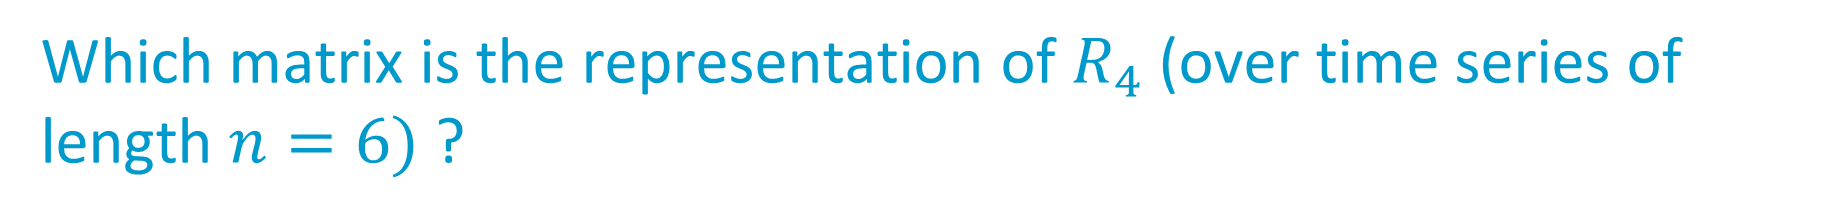 Which matrix is the representation of R₄ (over time series of
length n = 6) ?